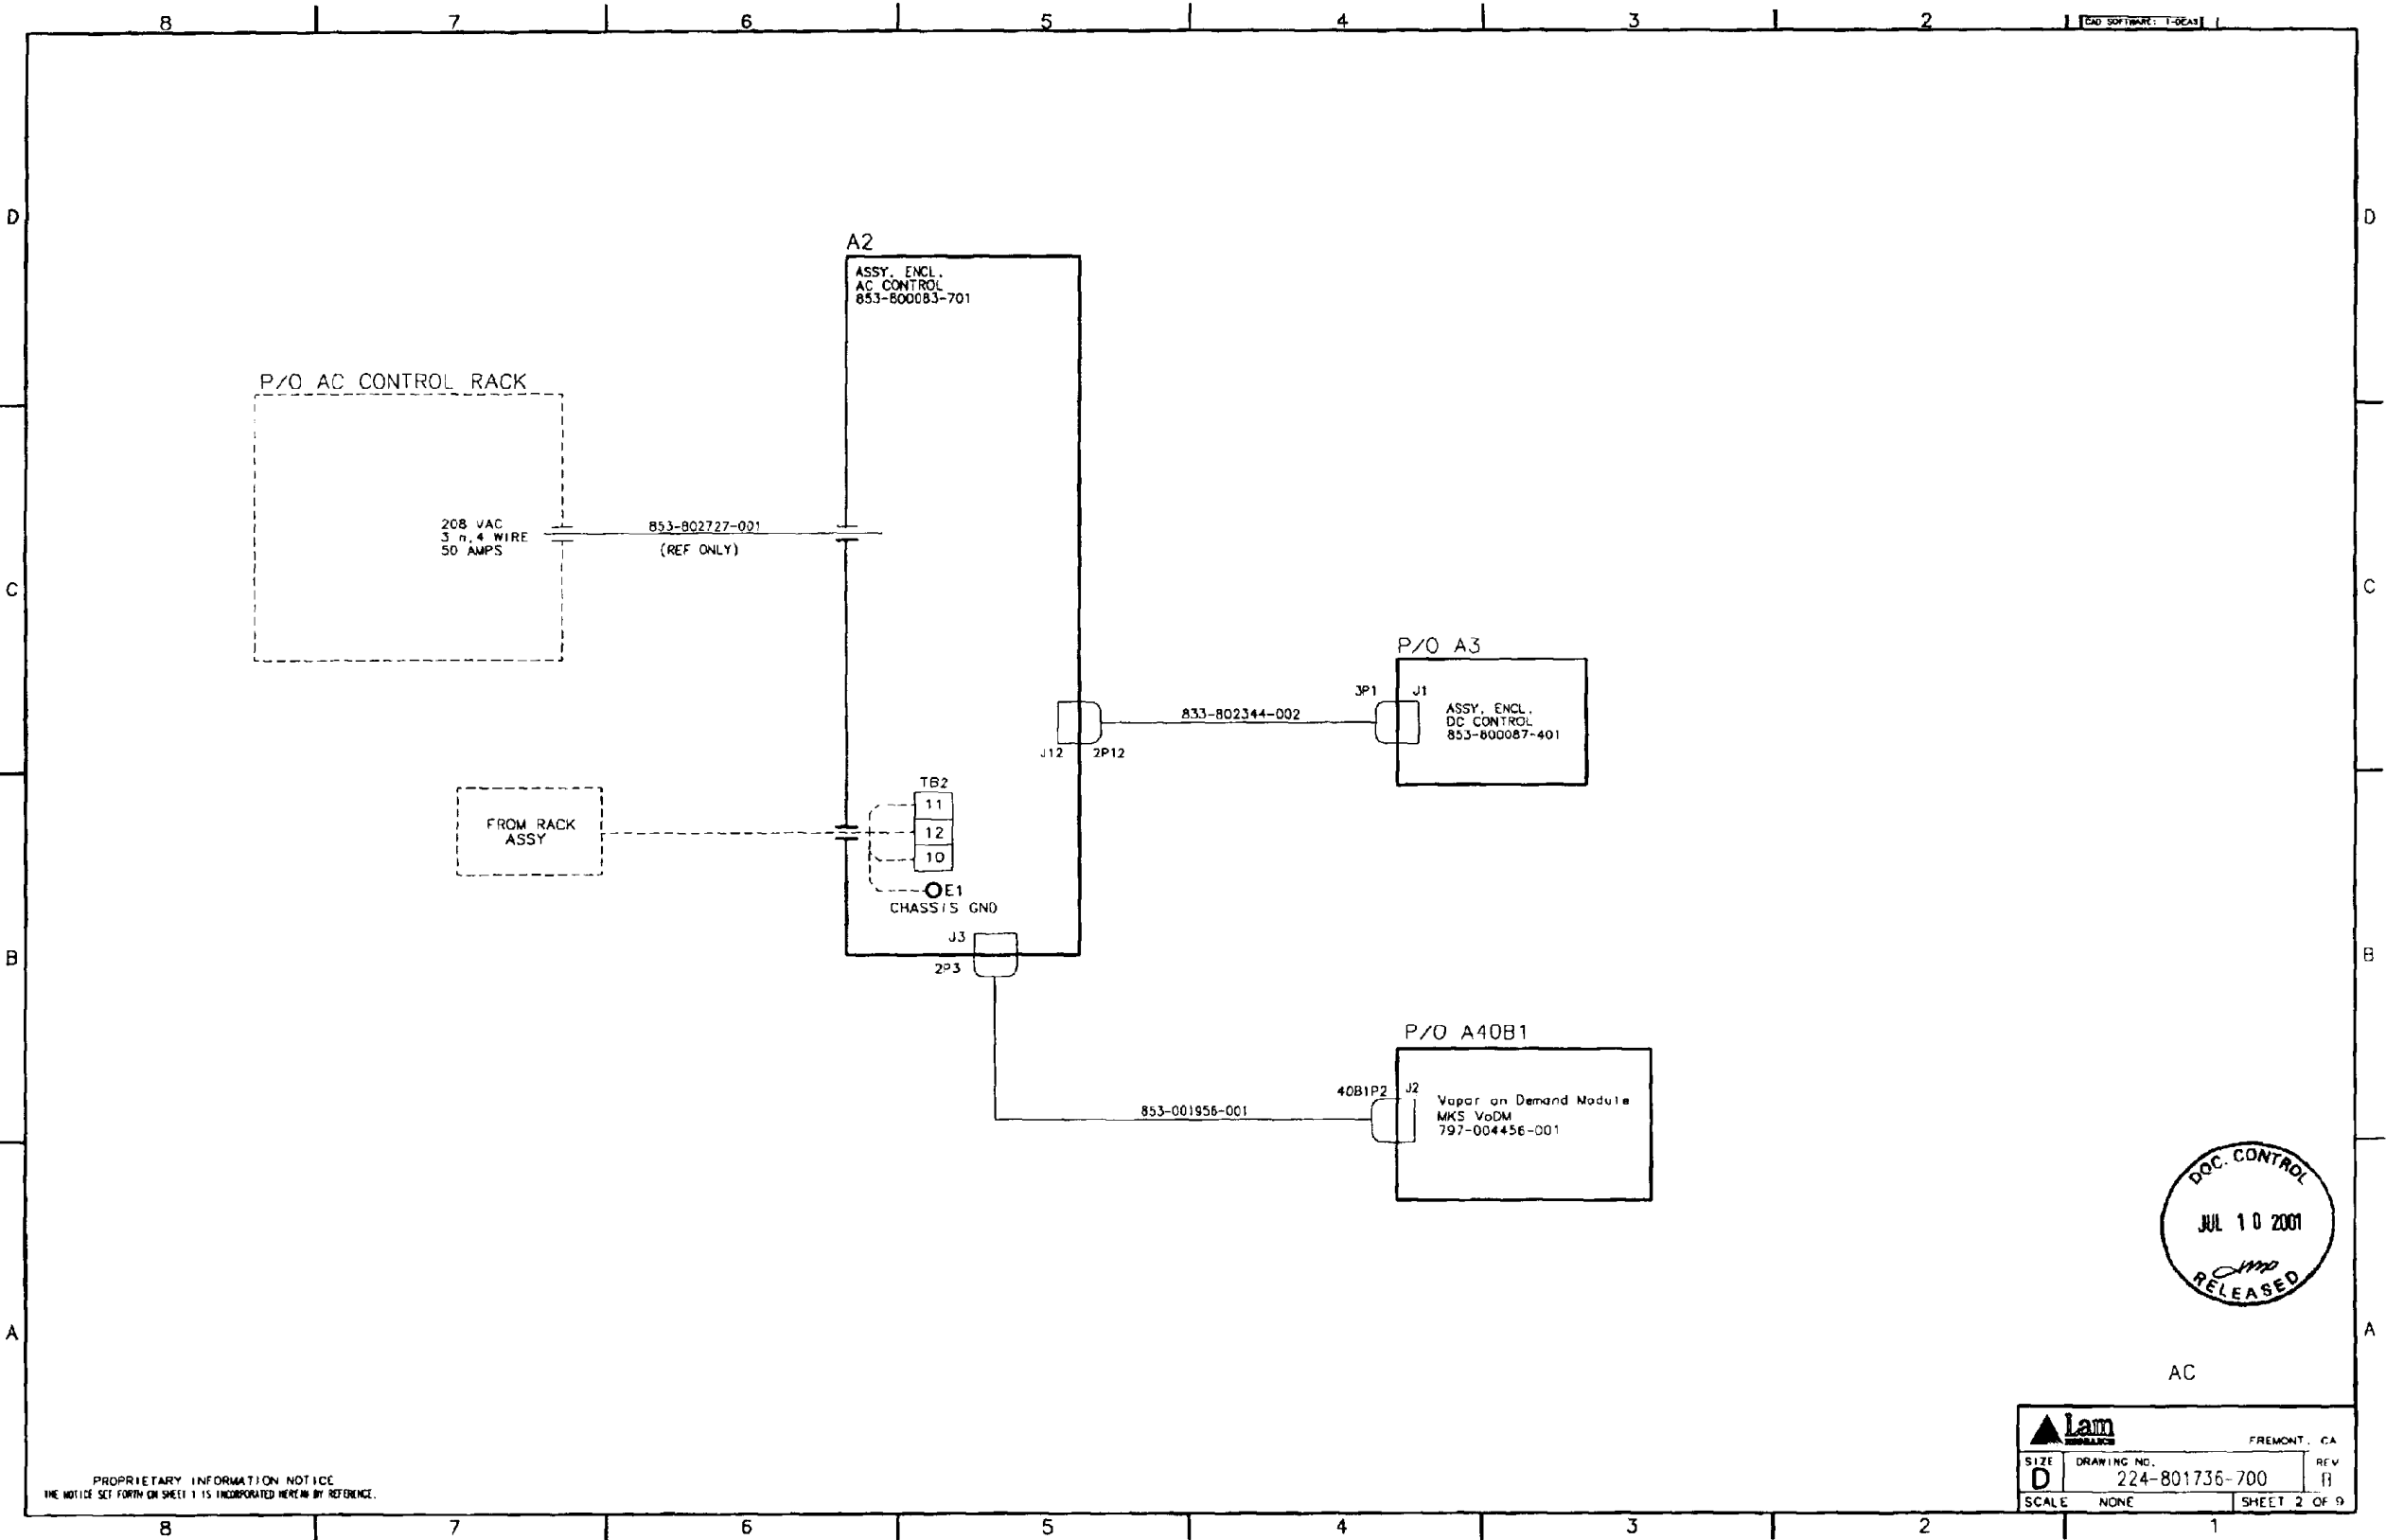 8 7 6 5 4 3 2
CAD SOFTWARE: I-DEAS
D D
A2
ASSY. ENCL.
AC CONTROL
853-800083-701
P/O AC CONTROL RACK
208 VAC
3 n, 4 WIRE
50 AMPS
853-802727-001
(REF ONLY)
C C
P/O A3
3P1 J1
ASSY. ENCL.
DC CONTROL
853-800087-401
833-802344-002
J12 2P12
TB2
11
12
10
FROM RACK
ASSY
E1
CHASSIS GND
J3
2P3
B B
P/O A40B1
40B1P2 J2
Vapor on Demand Module
MKS VoDM
797-004456-001
853-001956-001
DOC. CONTROL
JUL 10 2001
RELEASED
A A
AC
Lam
RESEARCH
FREMONT, CA
SIZE
D
DRAWING NO.
224-801736-700
REV
SCALE NONE
SHEET 2 OF 9
PROPRIETARY INFORMATION NOTICE
THE NOTICE SET FORTH ON SHEET 1 IS INCORPORATED HEREIN BY REFERENCE.
8 7 6 5 4 3 2 1